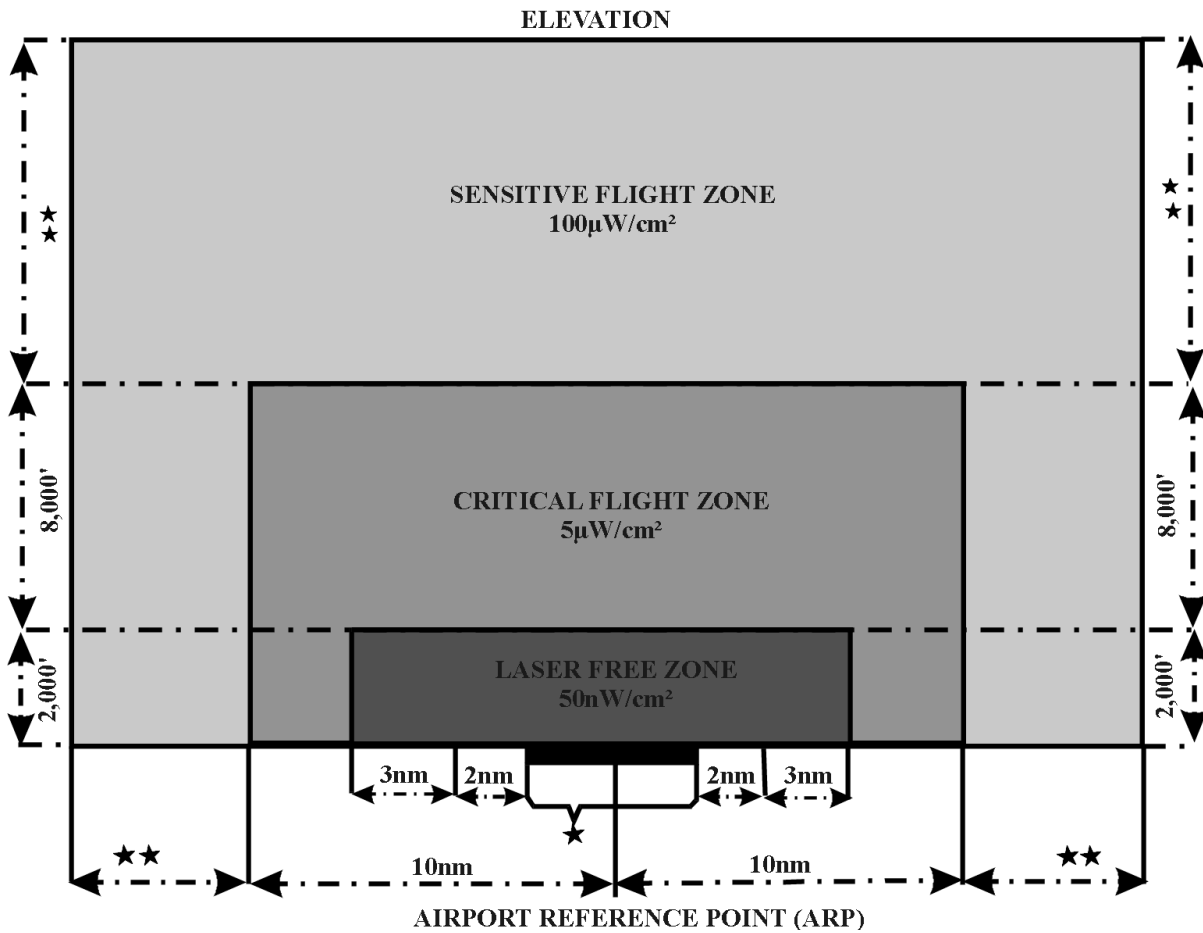 ELEVATION
SENSITIVE FLIGHT ZONE
100µW/cm²
★★
★★
CRITICAL FLIGHT ZONE
5µW/cm²
8,000'
8,000'
LASER FREE ZONE
50nW/cm²
2,000'
2,000'
3nm
2nm
2nm
3nm
★
★★
★★
10nm
10nm
AIRPORT REFERENCE POINT (ARP)